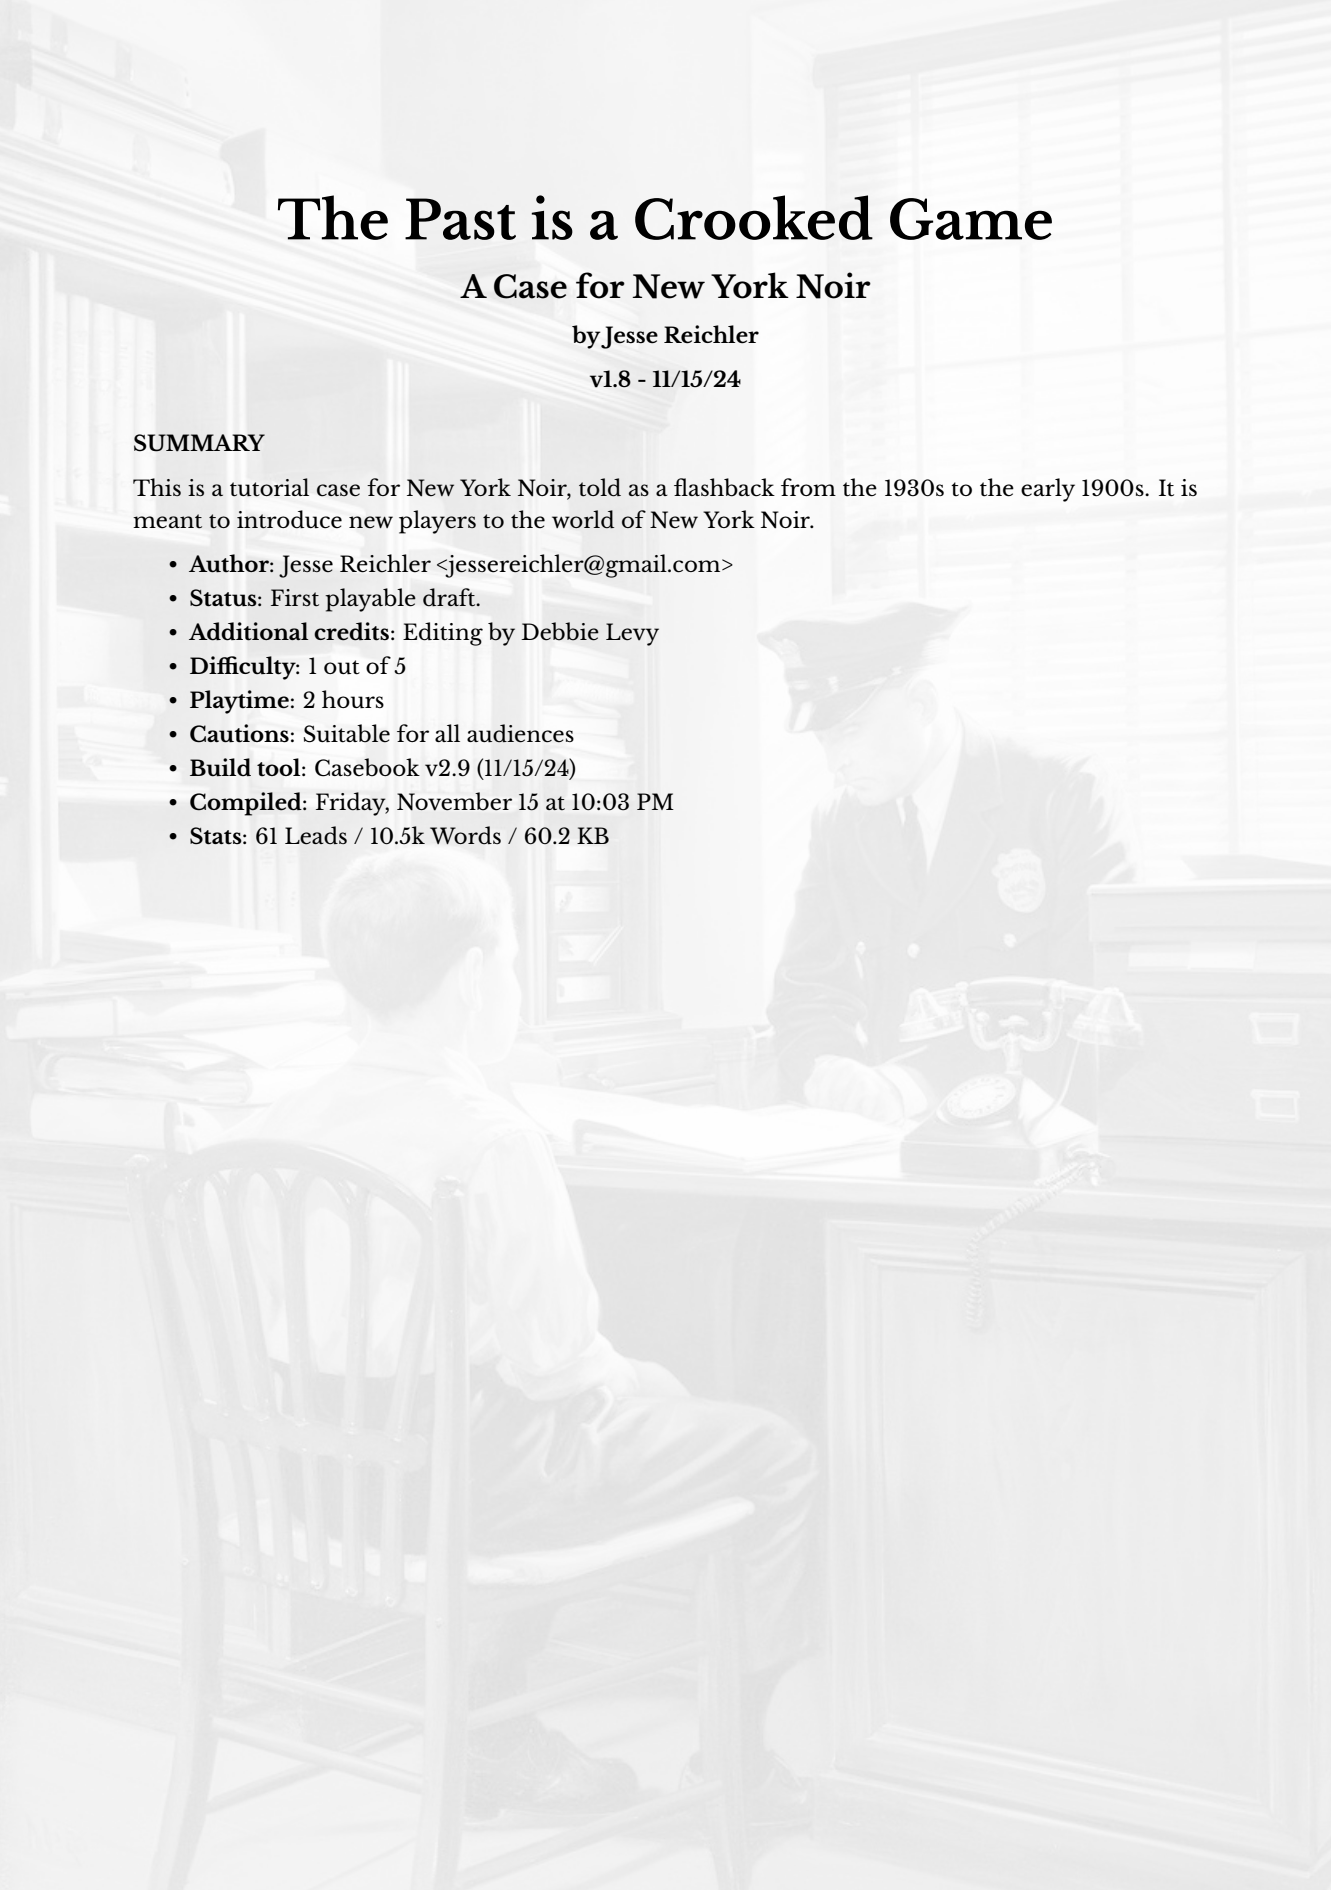 The Past is a Crooked Game
A Case for New York Noir
by Jesse Reichler
v1.8 - 11/15/24
SUMMARY
This is a tutorial case for New York Noir, told as a flashback from the 1930s to the early 1900s. It is
meant to introduce new players to the world of New York Noir.
• Author: Jesse Reichler <jessereichler@gmail.com>
• Status: First playable draft.
• Additional credits: Editing by Debbie Levy
• Difficulty: 1 out of 5
• Playtime: 2 hours
• Cautions: Suitable for all audiences
• Build tool: Casebook v2.9 (11/15/24)
• Compiled: Friday, November 15 at 10:03 PM
• Stats: 61 Leads / 10.5k Words / 60.2 KB